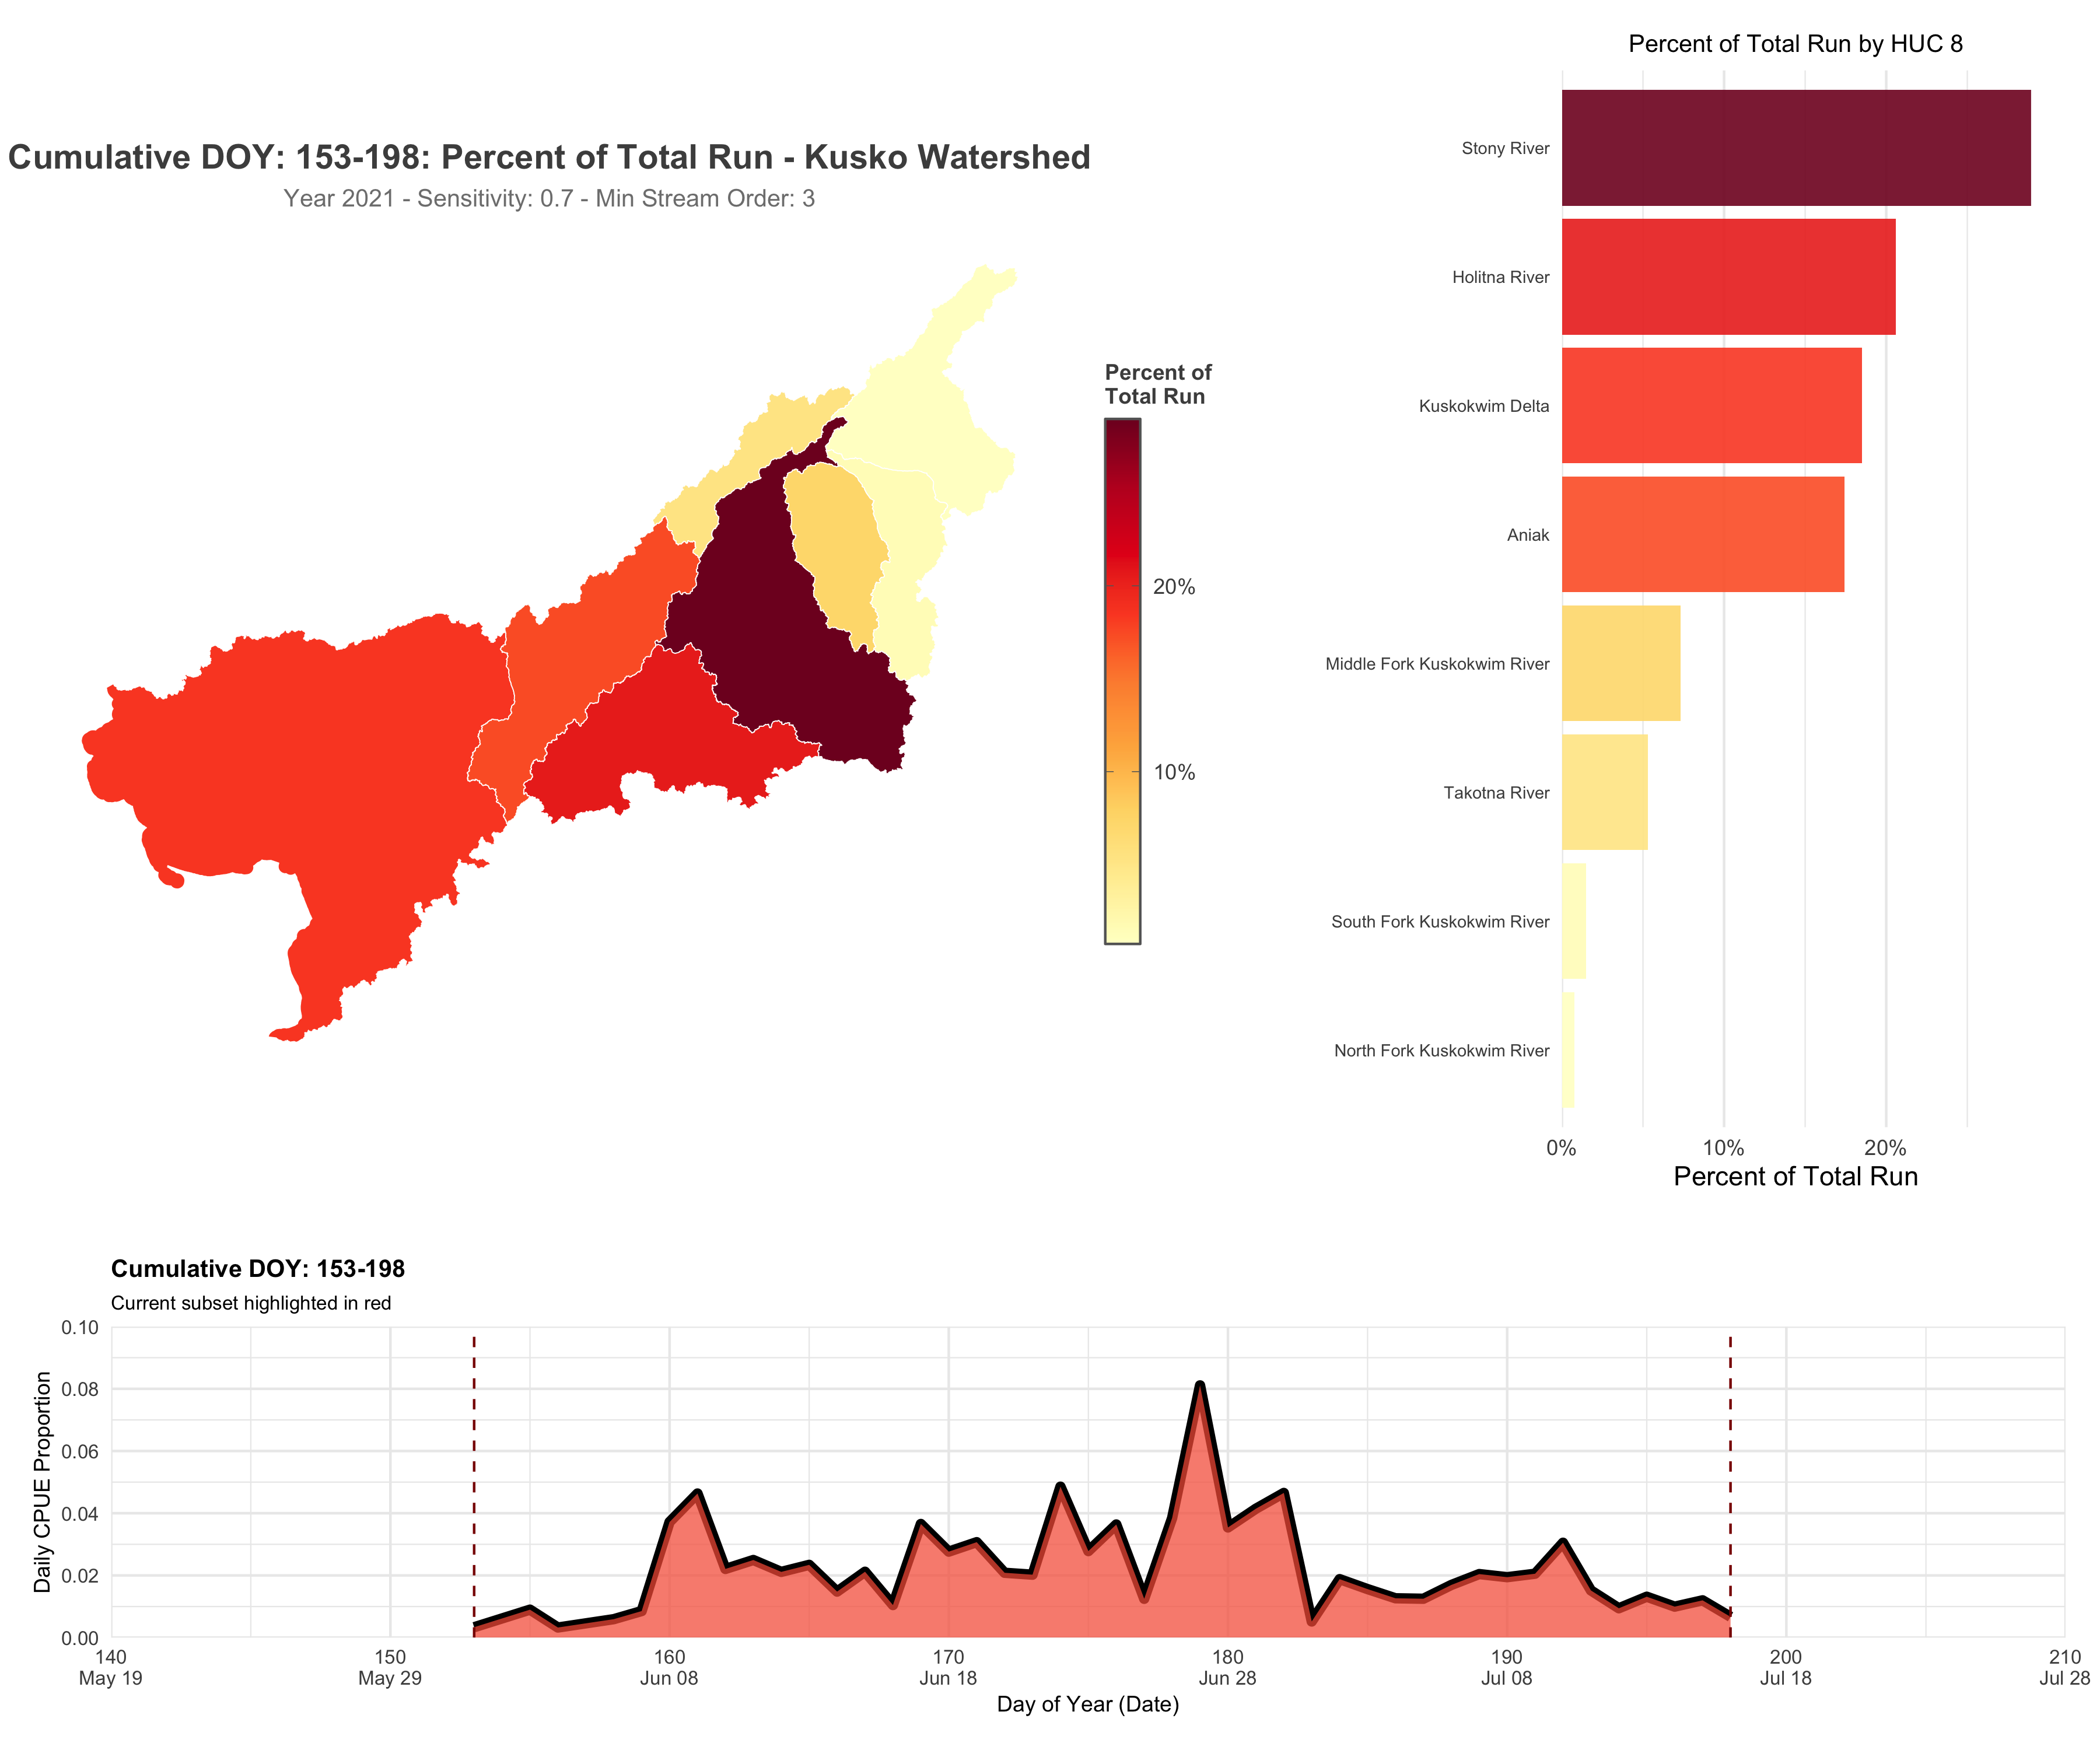 Cumulative DOY: 153-198: Percent of Total Run - Kusko Watershed
Year 2021 - Sensitivity: 0.7 - Min Stream Order: 3
Percent of
Total Run
20%
10%
Percent of Total Run by HUC 8
Stony River
Holitna River
Kuskokwim Delta
Aniak
Middle Fork Kuskokwim River
Takotna River
South Fork Kuskokwim River
North Fork Kuskokwim River
0% 10% 20%
Percent of Total Run
Cumulative DOY: 153-198
Current subset highlighted in red
Daily CPUE Proportion
0.10
0.08
0.06
0.04
0.02
0.00
140 150 160 170 180 190 200 210
May 19 May 29 Jun 08 Jun 18 Jun 28 Jul 08 Jul 18 Jul 28
Day of Year (Date)